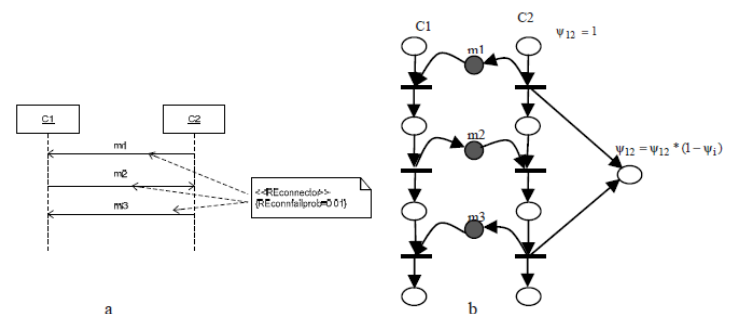 C1
C2
m1
m2
m3
<<REconnector>>
{REconnfailprob=0.01}
a
C1
C2
ψ12 = 1
m1
m2
m3
ψ12=ψ12*(1−ψi)
b